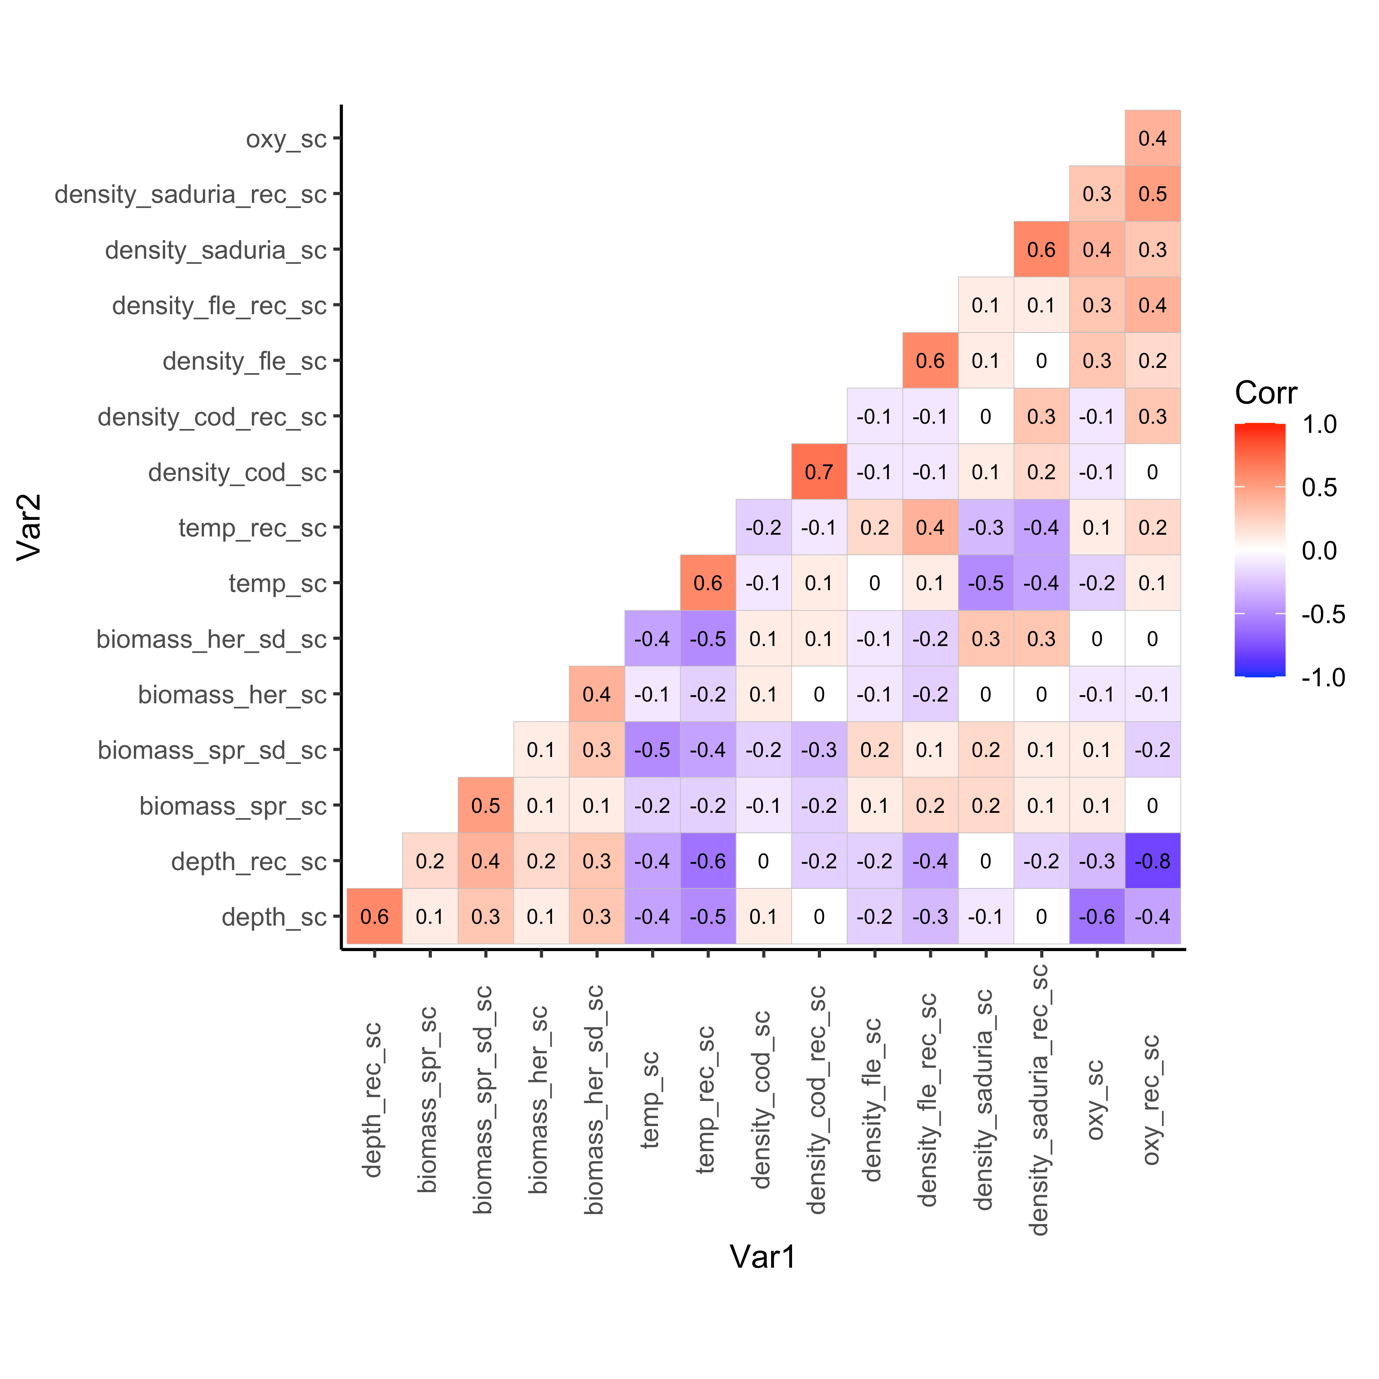 oxy_sc 0.4
density_saduria_rec_sc 0.3 0.5
density_saduria_sc 0.6 0.4 0.3
density_fle_rec_sc 0.1 0.1 0.3 0.4
density_fle_sc 0.6 0.1 0 0.3 0.2
density_cod_rec_sc -0.1 -0.1 0 0.3 -0.1 0.3
density_cod_sc 0.7 -0.1 -0.1 0.1 0.2 -0.1 0
temp_rec_sc -0.2 -0.1 0.2 0.4 -0.3 -0.4 0.1 0.2
temp_sc 0.6 -0.1 0.1 0 0.1 -0.5 -0.4 -0.2 0.1
biomass_her_sd_sc -0.4 -0.5 0.1 0.1 -0.1 -0.2 0.3 0.3 0 0
biomass_her_sc 0.4 -0.1 -0.2 0.1 0 -0.1 -0.2 0 0 -0.1 -0.1
biomass_spr_sd_sc 0.1 0.3 -0.5 -0.4 -0.2 -0.3 0.2 0.1 0.2 0.1 0.1 -0.2
biomass_spr_sc 0.5 0.1 0.1 -0.2 -0.2 -0.1 -0.2 0.1 0.2 0.2 0.1 0.1 0
depth_rec_sc 0.2 0.4 0.2 0.3 -0.4 -0.6 0 -0.2 -0.2 -0.4 0 -0.2 -0.3 -0.8
depth_sc 0.6 0.1 0.3 0.1 0.3 -0.4 -0.5 0.1 0 -0.2 -0.3 -0.1 0 -0.6 -0.4
Var2
depth_rec_sc
biomass_spr_sc
biomass_spr_sd_sc
biomass_her_sc
biomass_her_sd_sc
temp_sc
temp_rec_sc
density_cod_sc
density_cod_rec_sc
density_fle_sc
density_fle_rec_sc
density_saduria_sc
density_saduria_rec_sc
oxy_sc
oxy_rec_sc
Var1
Corr
1.0
0.5
0.0
-0.5
-1.0